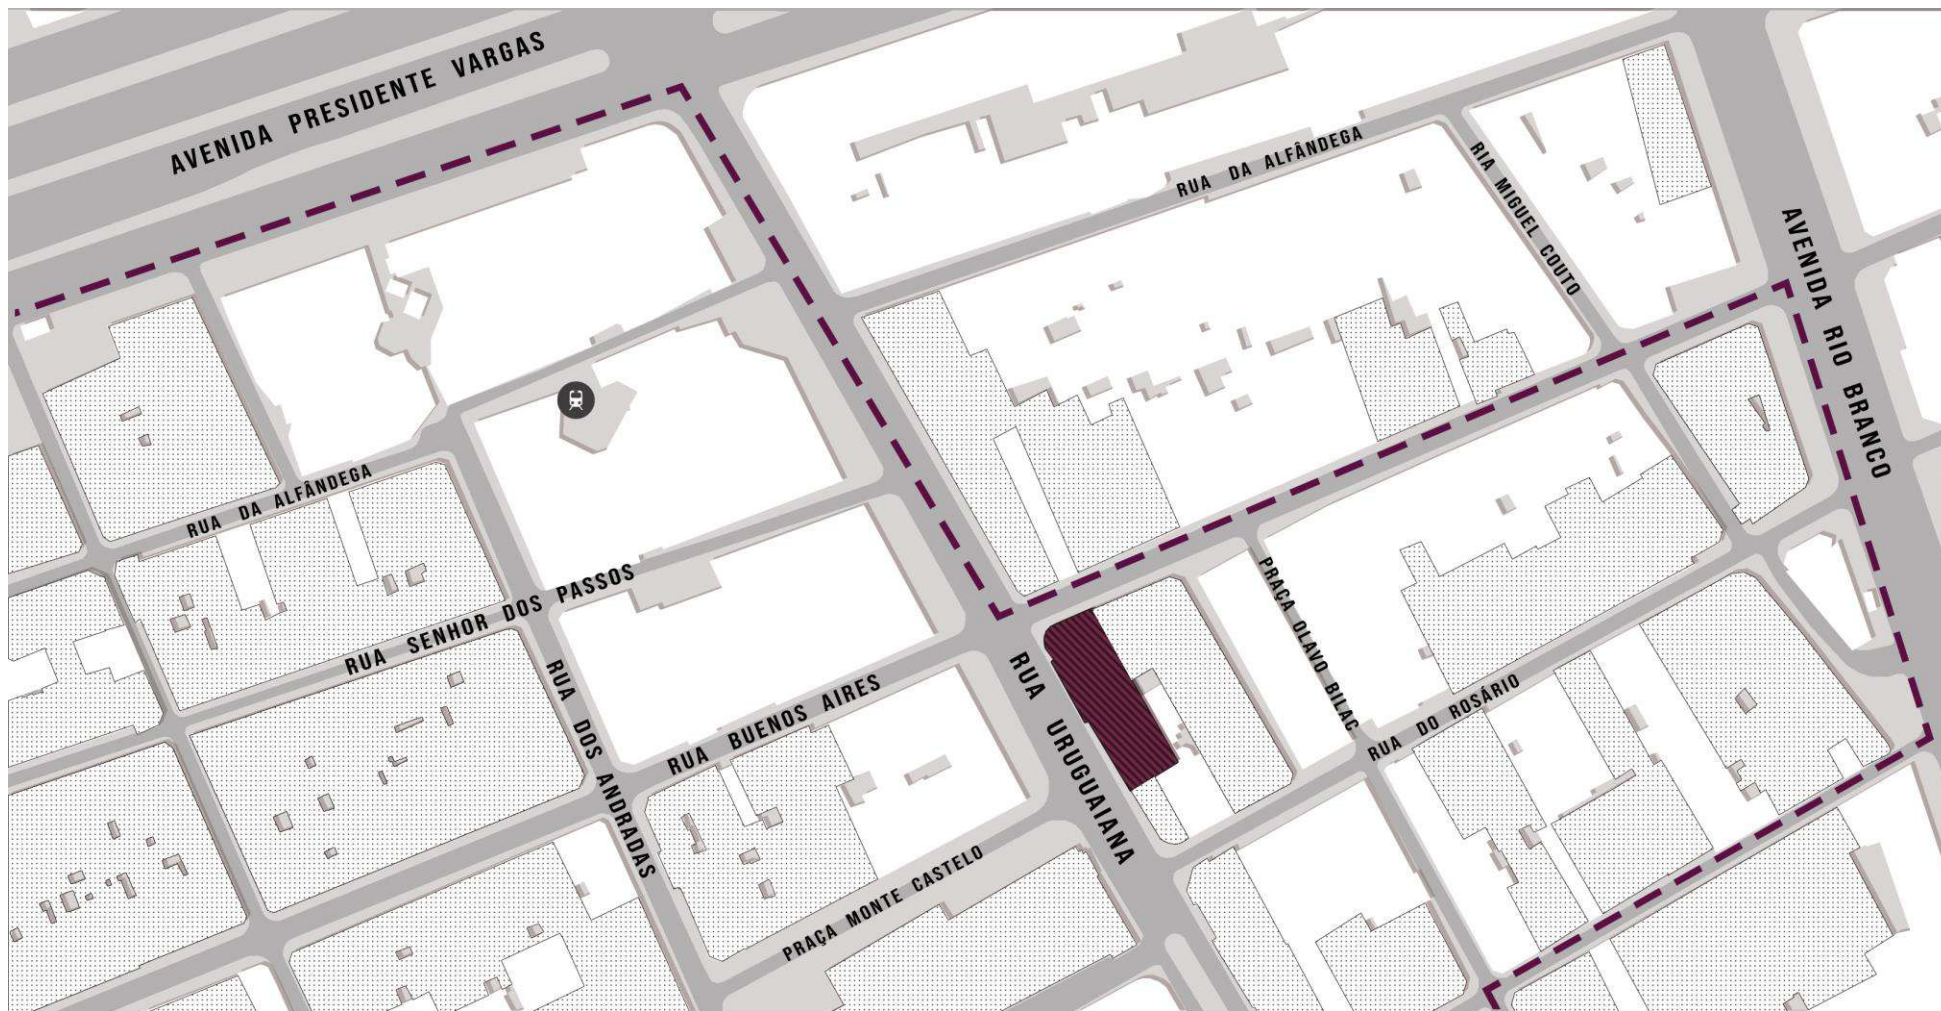 AVENIDA PRESIDENTE VARGAS
RUA DA ALFÂNDEGA
RIA MIGUEL COUTO
AVENIDA RIO BRANCO
RUA DA ALFÂNDEGA
RUA SENHOR DOS PASSOS
RUA DOS ANDRADAS
RUA BUENOS AIRES
RUA URUGUAIANA
PRAÇA OLAVO BILAC
RUA DO ROSÁRIO
PRAÇA MONTE CASTELO